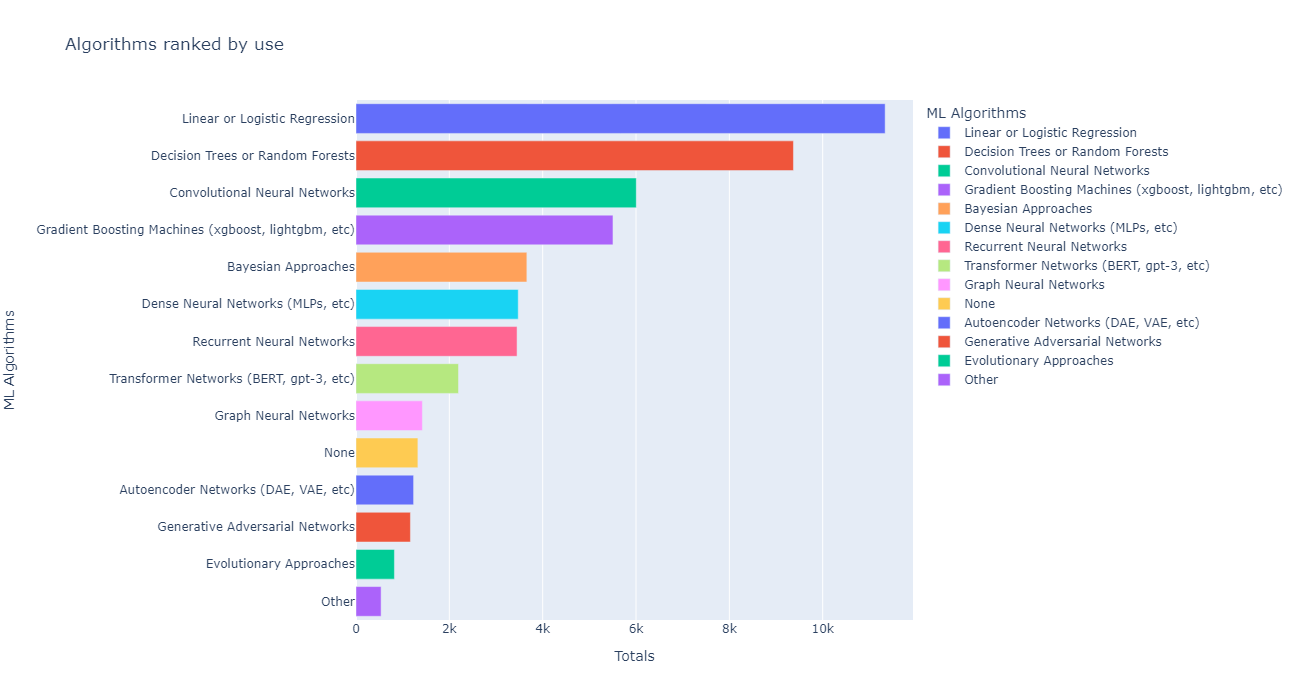 Algorithms ranked by use
ML Algorithms
Linear or Logistic Regression
Decision Trees or Random Forests
Convolutional Neural Networks
Gradient Boosting Machines (xgboost, lightgbm, etc)
Bayesian Approaches
Dense Neural Networks (MLPs, etc)
Recurrent Neural Networks
Transformer Networks (BERT, gpt-3, etc)
Graph Neural Networks
None
Autoencoder Networks (DAE, VAE, etc)
Generative Adversarial Networks
Evolutionary Approaches
Other
0 2k 4k 6k 8k 10k
Totals
ML Algorithms
Linear or Logistic Regression
Decision Trees or Random Forests
Convolutional Neural Networks
Gradient Boosting Machines (xgboost, lightgbm, etc)
Bayesian Approaches
Dense Neural Networks (MLPs, etc)
Recurrent Neural Networks
Transformer Networks (BERT, gpt-3, etc)
Graph Neural Networks
None
Autoencoder Networks (DAE, VAE, etc)
Generative Adversarial Networks
Evolutionary Approaches
Other